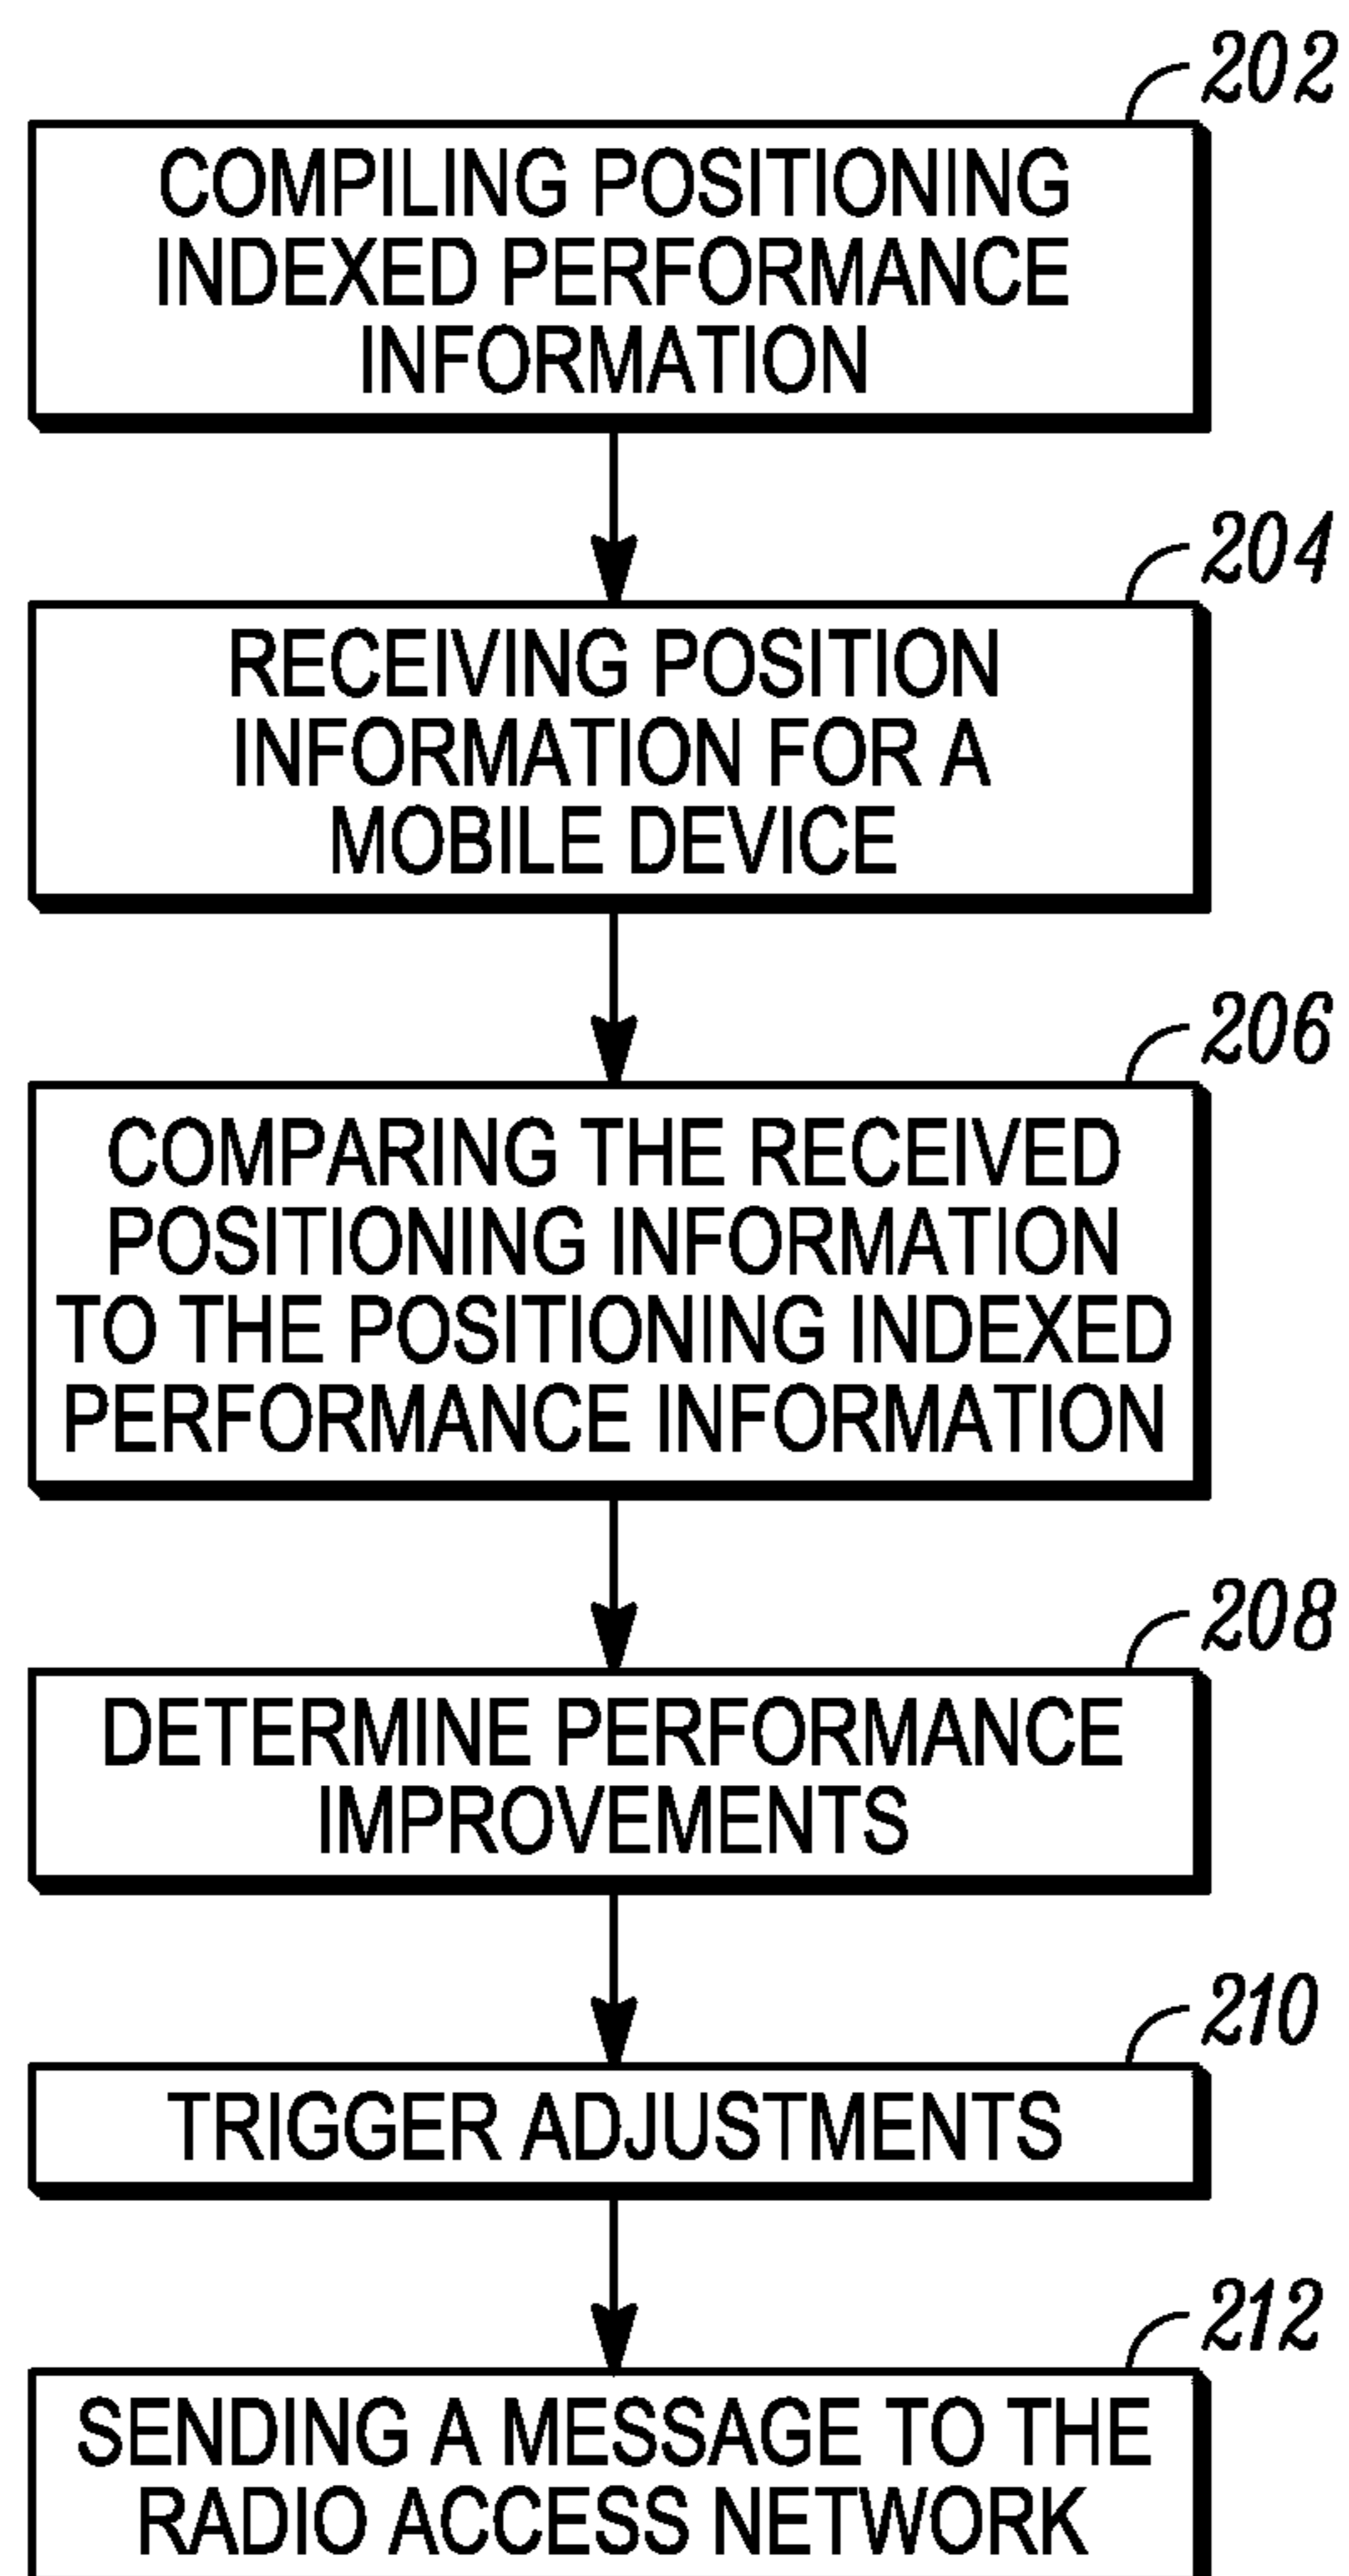 202
COMPILING POSITIONING
INDEXED PERFORMANCE
INFORMATION
204
RECEIVING POSITION
INFORMATION FOR A
MOBILE DEVICE
206
COMPARING THE RECEIVED
POSITIONING INFORMATION
TO THE POSITIONING INDEXED
PERFORMANCE INFORMATION
208
DETERMINE PERFORMANCE
IMPROVEMENTS
210
TRIGGER ADJUSTMENTS
212
SENDING A MESSAGE TO THE
RADIO ACCESS NETWORK